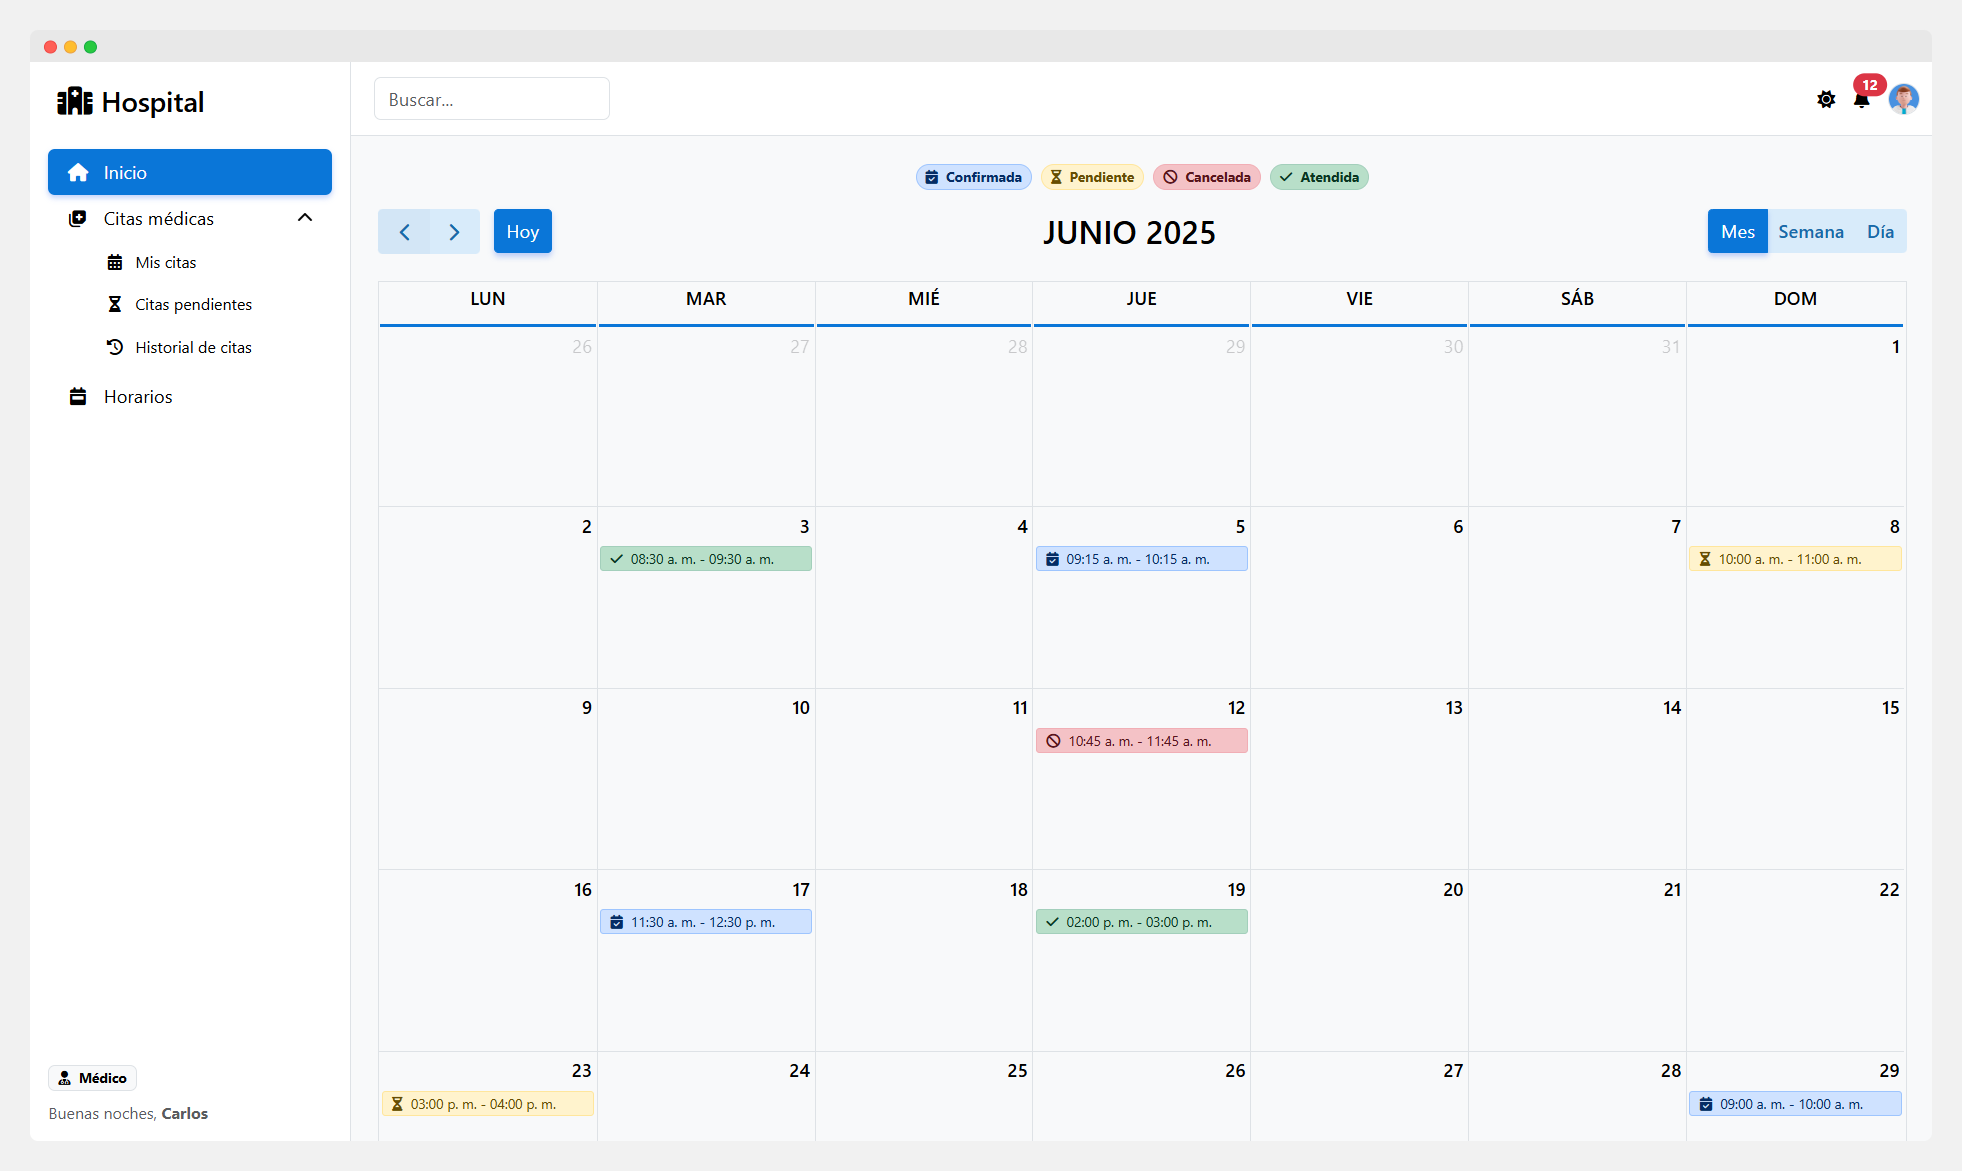 Hospital
Buscar...
12
Inicio
Citas médicas
Mis citas
Citas pendientes
Historial de citas
Horarios
Médico
Buenas noches, Carlos
Confirmada Pendiente Cancelada Atendida
Hoy
JUNIO 2025
Mes Semana Día
LUN MAR MIÉ JUE VIE SÁB DOM
26 27 28 29 30 31 1
2 3 4 5 6 7 8
08:30 a. m. - 09:30 a. m. 09:15 a. m. - 10:15 a. m. 10:00 a. m. - 11:00 a. m.
9 10 11 12 13 14 15
10:45 a. m. - 11:45 a. m.
16 17 18 19 20 21 22
11:30 a. m. - 12:30 p. m. 02:00 p. m. - 03:00 p. m.
23 24 25 26 27 28 29
03:00 p. m. - 04:00 p. m. 09:00 a. m. - 10:00 a. m.